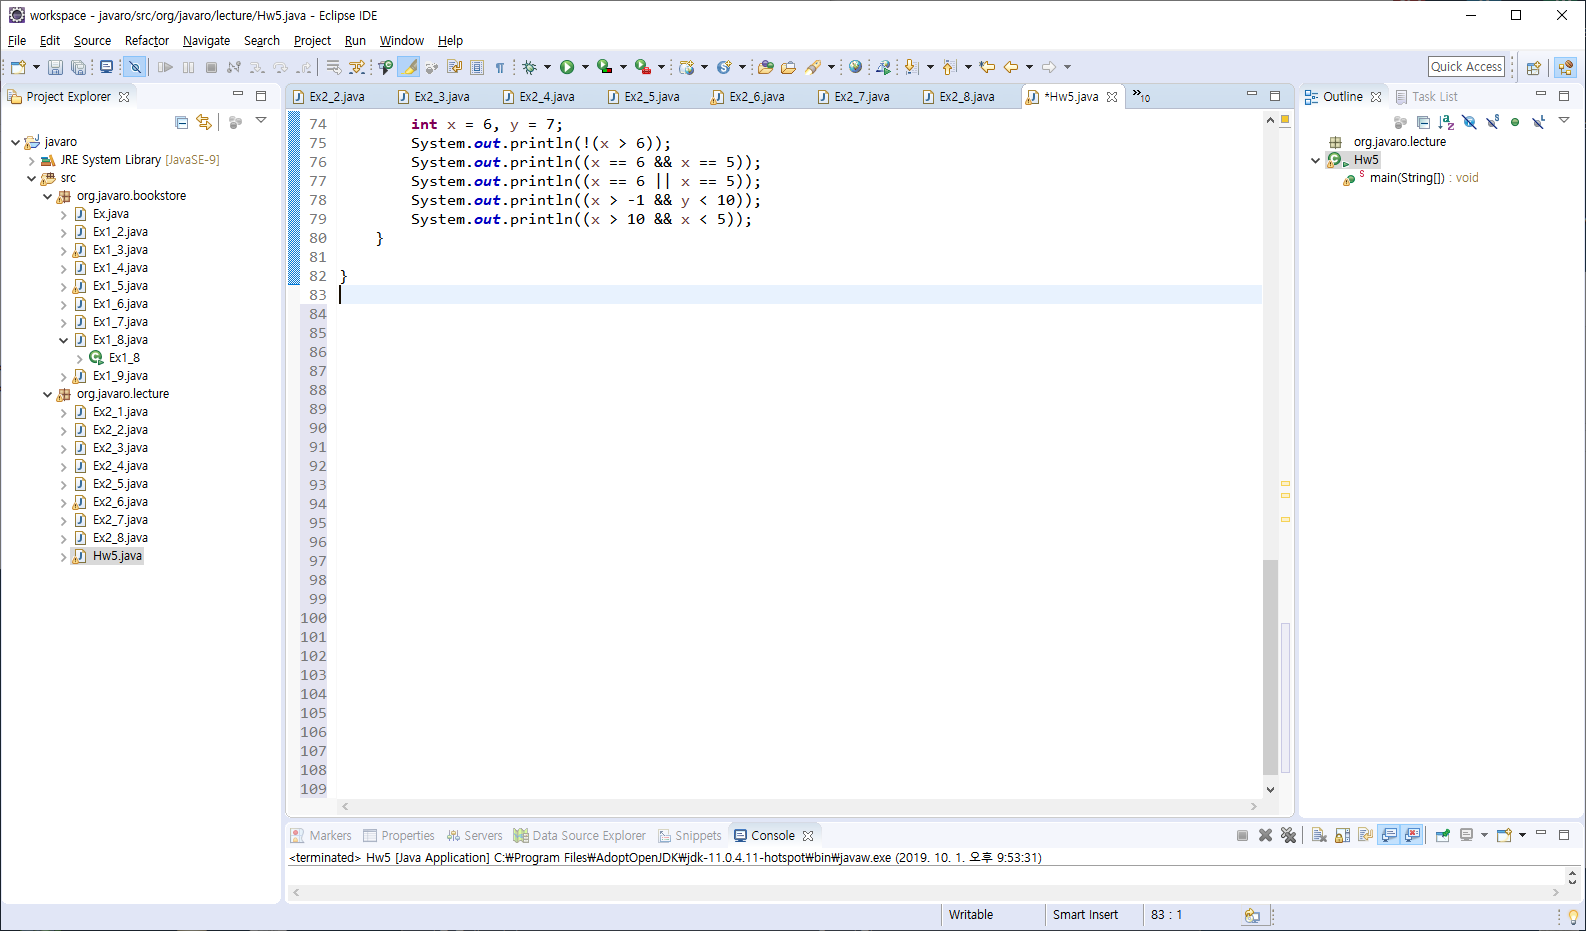 workspace - javaro/src/org/javaro/lecture/Hw5.java - Eclipse IDE
File Edit Source Refactor Navigate Search Project Run Window Help
Quick Access
Project Explorer
javaro
JRE System Library [JavaSE-9]
src
org.javaro.bookstore
Ex.java
Ex1_2.java
Ex1_3.java
Ex1_4.java
Ex1_5.java
Ex1_6.java
Ex1_7.java
Ex1_8.java
Ex1_8
Ex1_9.java
org.javaro.lecture
Ex2_1.java
Ex2_2.java
Ex2_3.java
Ex2_4.java
Ex2_5.java
Ex2_6.java
Ex2_7.java
Ex2_8.java
Hw5.java
Ex2_2.java Ex2_3.java Ex2_4.java Ex2_5.java Ex2_6.java Ex2_7.java Ex2_8.java *Hw5.java »10
74 int x = 6, y = 7;
75 System.out.println(!(x > 6));
76 System.out.println((x == 6 && x == 5));
77 System.out.println((x == 6 || x == 5));
78 System.out.println((x > -1 && y < 10));
79 System.out.println((x > 10 && x < 5));
80 }
81
82 }
83
84
85
86
87
88
89
90
91
92
93
94
95
96
97
98
99
100
101
102
103
104
105
106
107
108
109
Outline Task List
org.javaro.lecture
Hw5
main(String[]) : void
Markers Properties Servers Data Source Explorer Snippets Console
<terminated> Hw5 [Java Application] C:₩Program Files₩AdoptOpenJDK₩jdk-11.0.4.11-hotspot₩bin₩javaw.exe (2019. 10. 1. 오후 9:53:31)
Writable Smart Insert 83 : 1